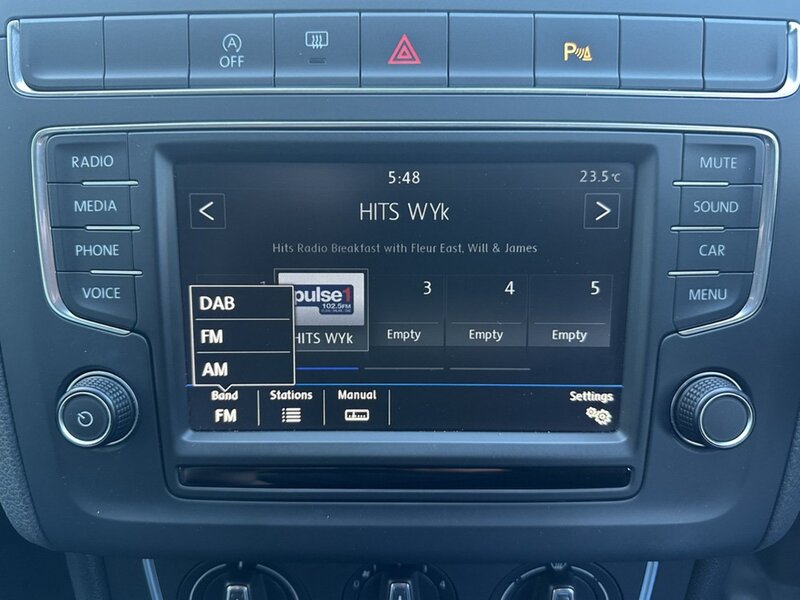 OFF
P
RADIO
MEDIA
PHONE
VOICE
MUTE
SOUND
CAR
MENU
5:48
23.5°C
HITS WYk
Hits Radio Breakfast with Fleur East, Will & James
pulse1
102.5FM
HITS WYk
3
Empty
4
Empty
5
Empty
DAB
FM
AM
Band
FM
Stations
Manual
Settings
0
4